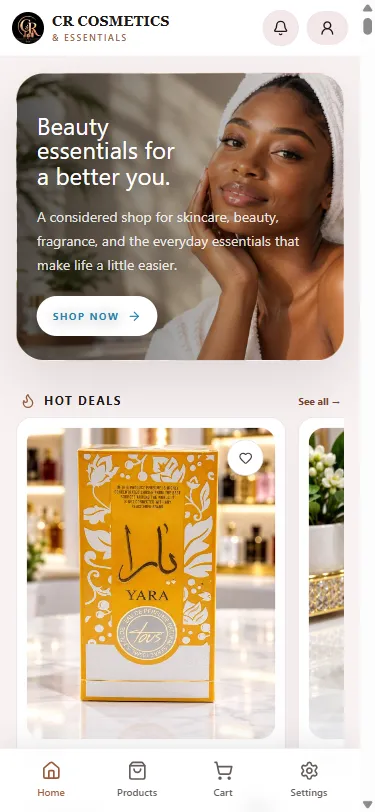 CR COSMETICS
& ESSENTIALS
Beauty
essentials for
a better you.
A considered shop for skincare, beauty,
fragrance, and the everyday essentials that
make life a little easier.
SHOP NOW →
HOT DEALS
See all →
يارا
YARA
tous
Home
Products
Cart
Settings